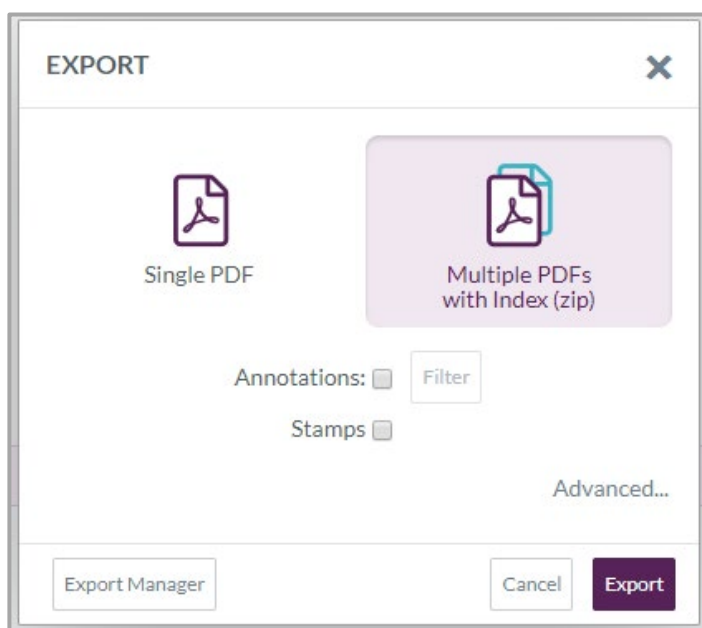 EXPORT
Single PDF
Multiple PDFs
with Index (zip)
Annotations:
Filter
Stamps
Advanced...
Export Manager
Cancel
Export